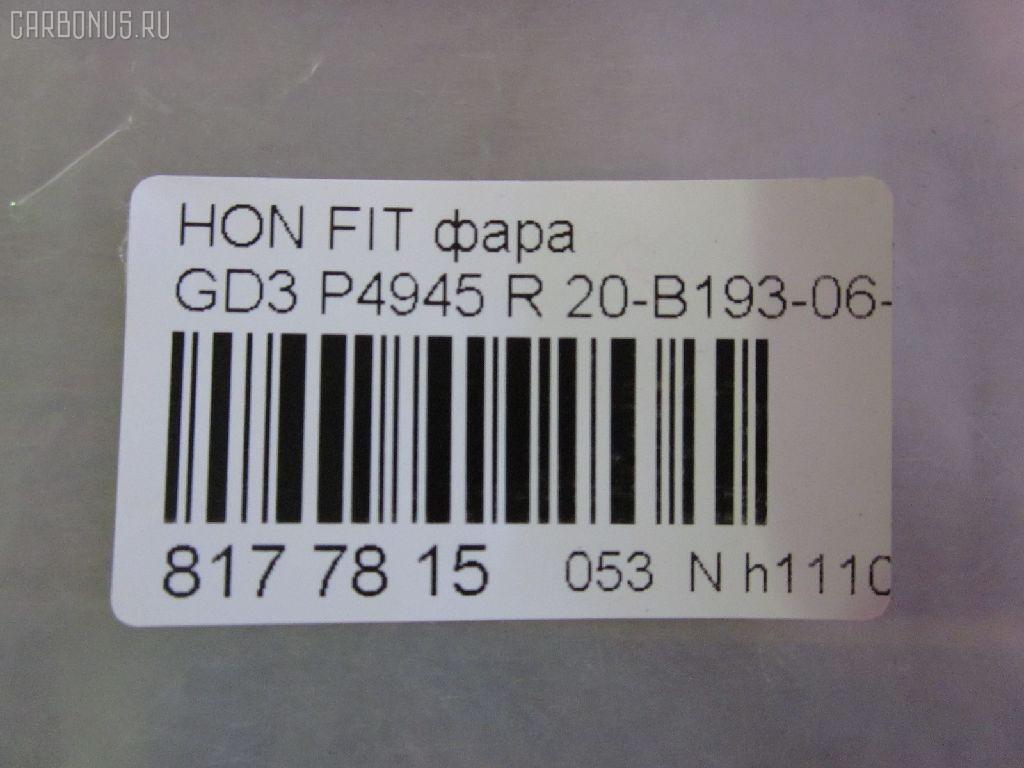 CARBONUS.RU
HON FIT фара
GD3 P4945 R 20-B193-06-
817 78 15 053 N h1110